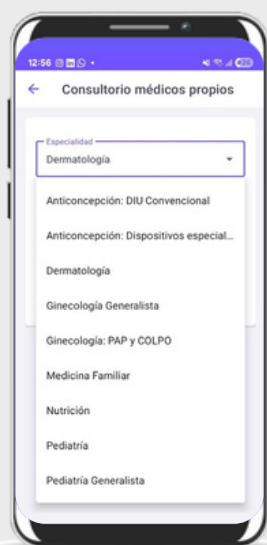 12:56
Consultorio médicos propios
Especialidad
Dermatología
Anticoncepción: DIU Convencional
Anticoncepción: Dispositivos especial...
Dermatología
Ginecología Generalista
Ginecología: PAP y COLPO
Medicina Familiar
Nutrición
Pediatría
Pediatría Generalista